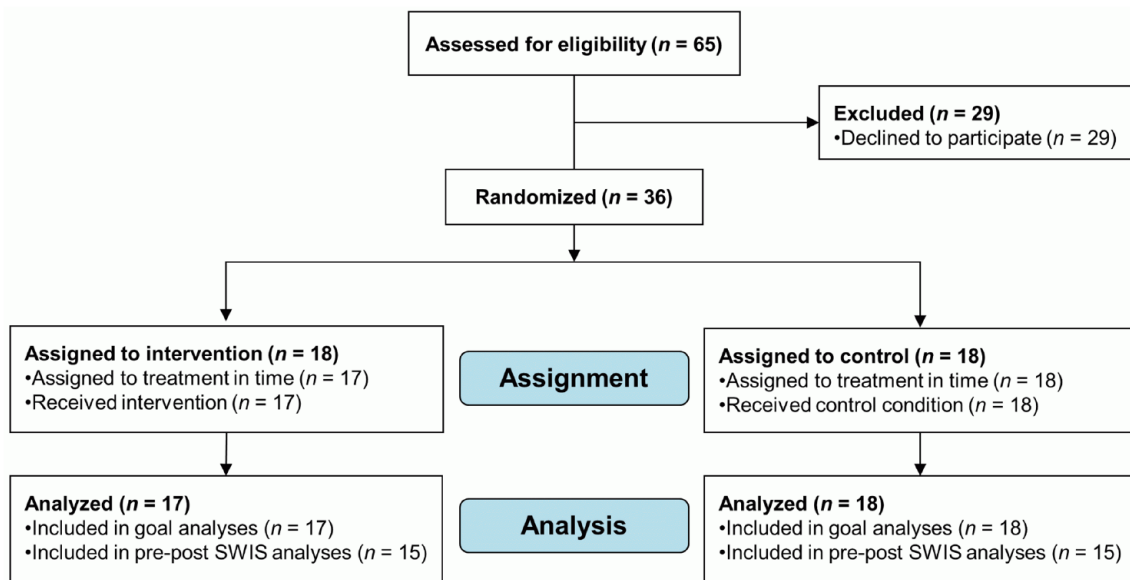 Assessed for eligibility (n = 65)
Excluded (n = 29)
•Declined to participate (n = 29)
Randomized (n = 36)
Assigned to intervention (n = 18)
•Assigned to treatment in time (n = 17)
•Received intervention (n = 17)
Assignment
Assigned to control (n = 18)
•Assigned to treatment in time (n = 18)
•Received control condition (n = 18)
Analyzed (n = 17)
•Included in goal analyses (n = 17)
•Included in pre-post SWIS analyses (n = 15)
Analysis
Analyzed (n = 18)
•Included in goal analyses (n = 18)
•Included in pre-post SWIS analyses (n = 15)